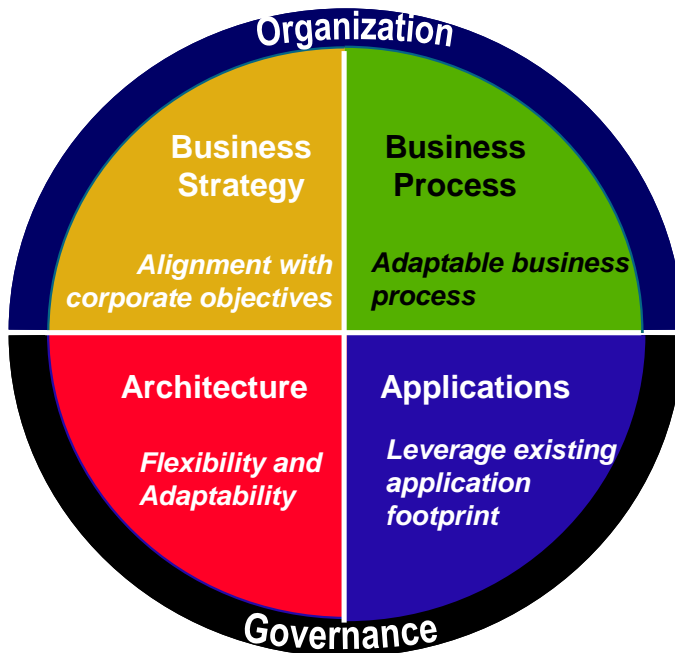 Organization
Business
Strategy
Alignment with
corporate objectives
Business
Process
Adaptable business
process
Architecture
Flexibility and
Adaptability
Applications
Leverage existing
application
footprint
Governance